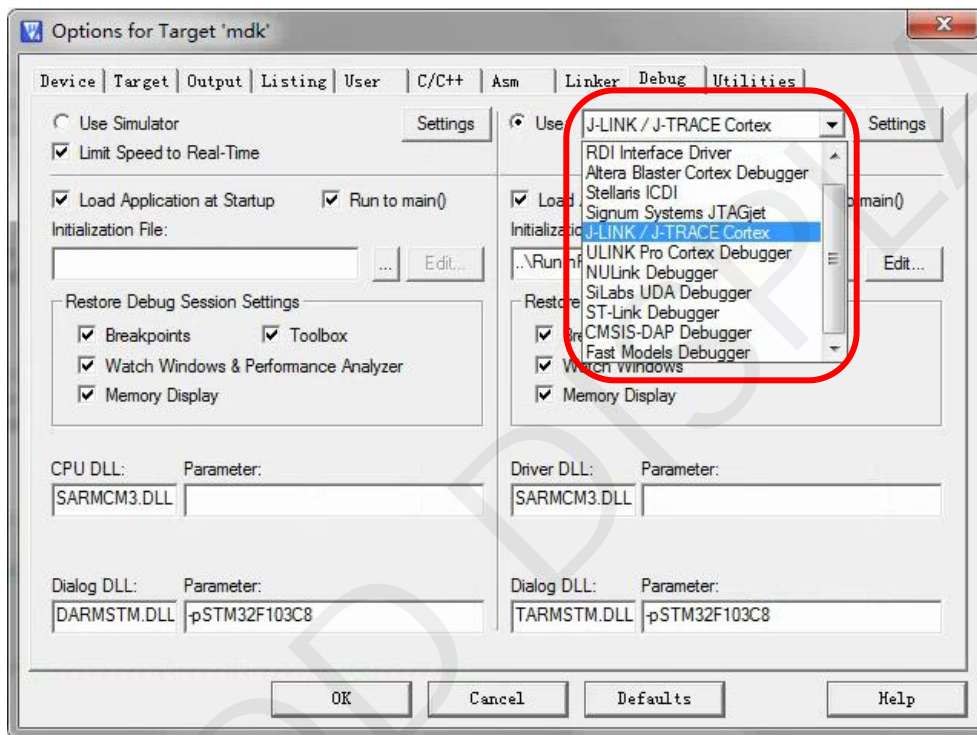 Options for Target 'mdk'
Device Target Output Listing User C/C++ Asm Linker Debug Utilities
Use Simulator Settings Use: J-LINK / J-TRACE Cortex Settings
Limit Speed to Real-Time
RDI Interface Driver
Altera Blaster Cortex Debugger
Stellaris ICDI
Signum Systems JTAGjet
J-LINK / J-TRACE Cortex
ULINK Pro Cortex Debugger
NULink Debugger
SiLabs UDA Debugger
ST-Link Debugger
CMSIS-DAP Debugger
Fast Models Debugger
Load Application at Startup Run to main() Load main()
Initialization File:
... Edit... Edit...
Restore Debug Session Settings
Breakpoints Toolbox
Watch Windows & Performance Analyzer Watch Windows
Memory Display Memory Display
CPU DLL: Parameter: Driver DLL: Parameter:
SARMCM3.DLL SARMCM3.DLL
Dialog DLL: Parameter: Dialog DLL: Parameter:
DARMSTM.DLL -pSTM32F103C8 TARMSTM.DLL -pSTM32F103C8
OK Cancel Defaults Help